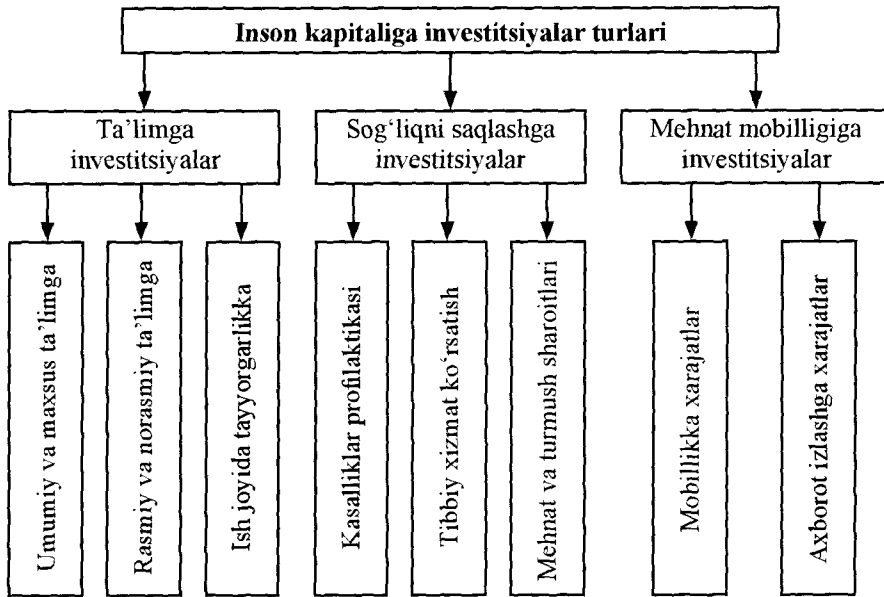 Inson kapitaliga investitsiyalar turlari
Ta’limga
investitsiyalar
Sog‘liqni saqlashga
investitsiyalar
Mehnat mobilligiga
investitsiyalar
Umumiy va maxsus ta’limga
Rasmiy va norasmiy ta’limga
Ish joyida tayyorgarlikka
Kasalliklar profilaktikasi
Tibbiy xizmat ko‘rsatish
Mehnat va turmush sharoitlari
Mobillikka xarajatlar
Axborot izlashga xarajatlar